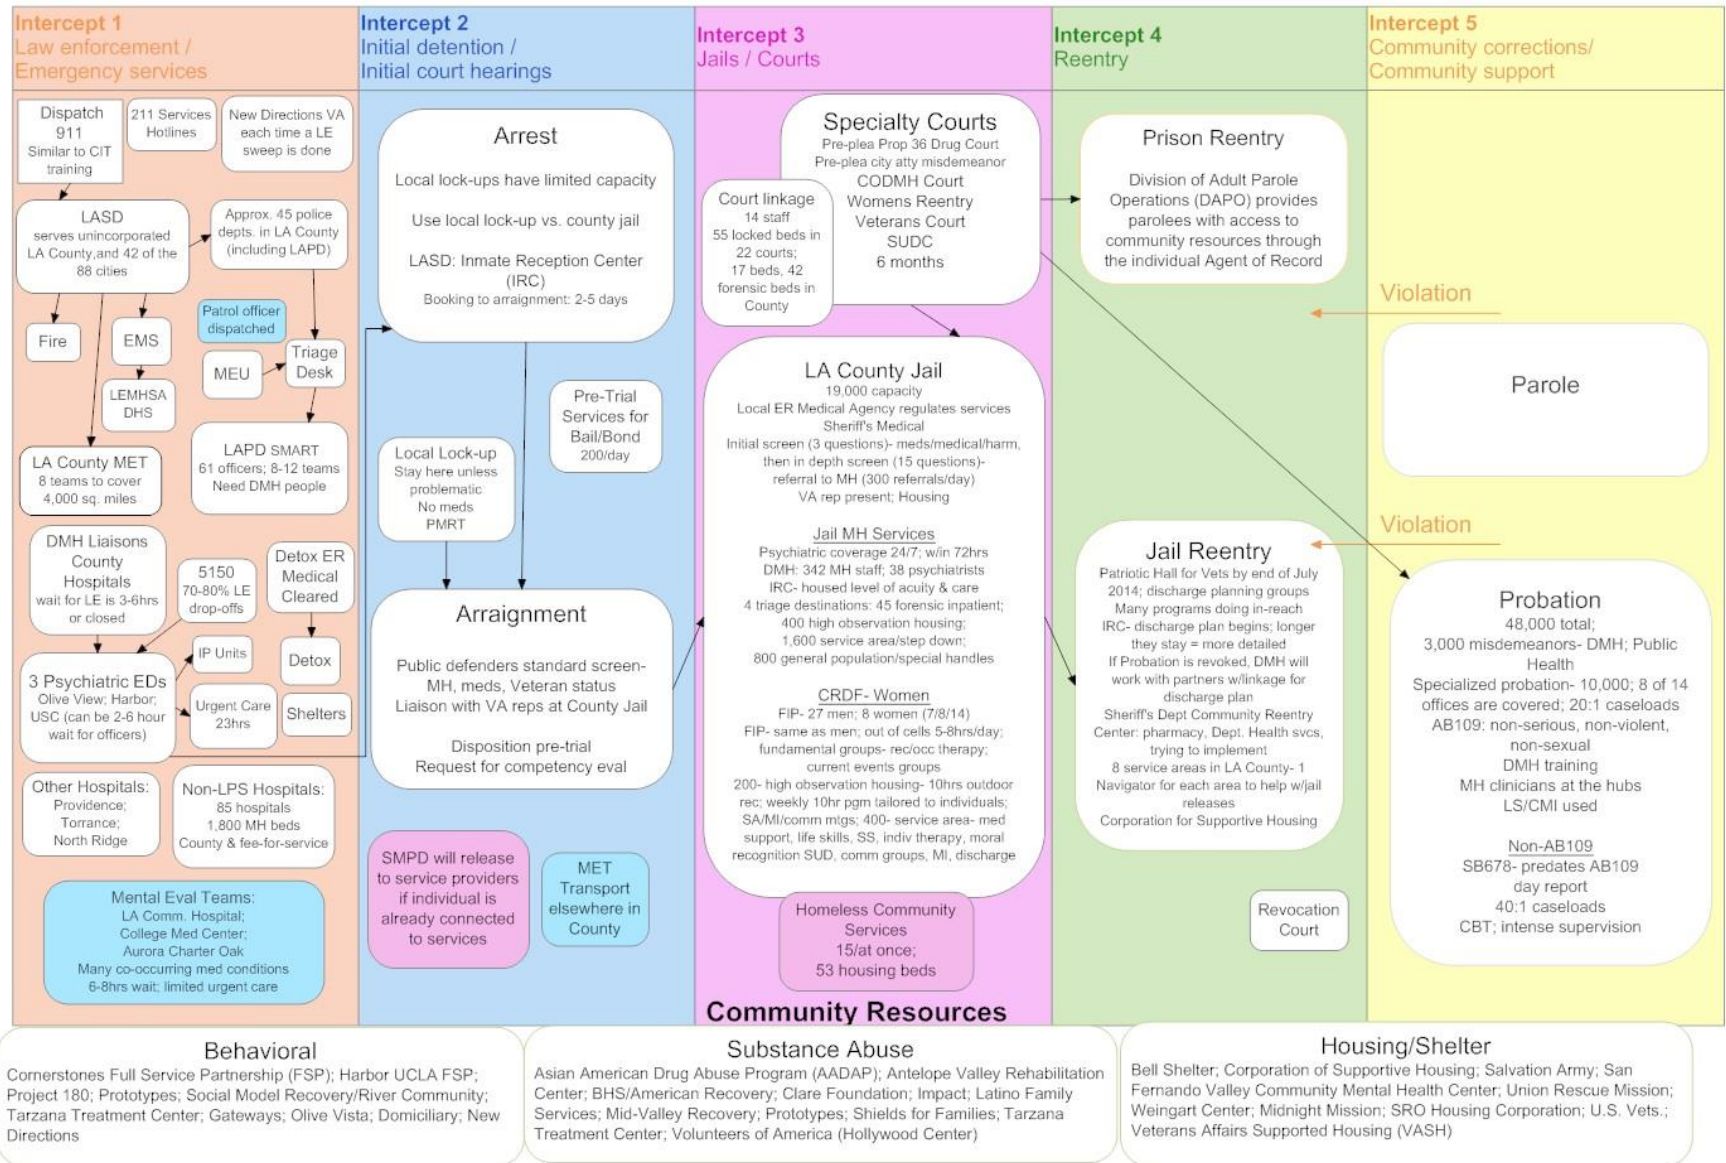 Intercept 1
Law enforcement /
Emergency services
Intercept 2
Initial detention /
Initial court hearings
Intercept 3
Jails / Courts
Intercept 4
Reentry
Intercept 5
Community corrections/
Community support
Dispatch
911
Similar to CIT
training
211 Services
Hotlines
New Directions VA
each time a LE
sweep is done
LASD
serves unincorporated
LA County,and 42 of the
88 cities
Approx. 45 police
depts. in LA County
(including LAPD)
Patrol officer
dispatched
Fire
EMS
MEU
Triage
Desk
LEMHSA
DHS
LA County MET
8 teams to cover
4,000 sq. miles
LAPD SMART
61 officers; 8-12 teams
Need DMH people
DMH Liaisons
County
Hospitals
wait for LE is 3-6hrs
or closed
5150
70-80% LE
drop-offs
Detox ER
Medical
Cleared
IP Units
Detox
3 Psychiatric EDs
Olive View; Harbor;
USC (can be 2-6 hour
wait for officers)
Urgent Care
23hrs
Shelters
Other Hospitals:
Providence;
Torrance;
North Ridge
Non-LPS Hospitals:
85 hospitals
1,800 MH beds
County & fee-for-service
Mental Eval Teams:
LA Comm. Hospital;
College Med Center;
Aurora Charter Oak
Many co-occurring med conditions
6-8hrs wait; limited urgent care
Arrest
Local lock-ups have limited capacity
Use local lock-up vs. county jail
LASD: Inmate Reception Center
(IRC)
Booking to arraignment: 2-5 days
Pre-Trial
Services for
Bail/Bond
200/day
Local Lock-up
Stay here unless
problematic
No meds
PMRT
Arraignment
Public defenders standard screen-
MH, meds, Veteran status
Liaison with VA reps at County Jail
Disposition pre-trial
Request for competency eval
SMPD will release
to service providers
if individual is
already connected
to services
MET
Transport
elsewhere in
County
Specialty Courts
Pre-plea Prop 36 Drug Court
Pre-plea city atty misdemeanor
CODMH Court
Womens Reentry
Veterans Court
SUDC
6 months
Court linkage
14 staff
55 locked beds in
22 courts;
17 beds, 42
forensic beds in
County
LA County Jail
19,000 capacity
Local ER Medical Agency regulates services
Sheriff's Medical
Initial screen (3 questions)- meds/medical/harm,
then in depth screen (15 questions)-
referral to MH (300 referrals/day)
VA rep present; Housing
Jail MH Services
Psychiatric coverage 24/7; w/in 72hrs
DMH: 342 MH staff; 38 psychiatrists
IRC- housed level of acuity & care
4 triage destinations: 45 forensic inpatient;
400 high observation housing;
1,600 service area/step down;
800 general population/special handles
CRDF- Women
FIP- 27 men; 8 women (7/8/14)
FIP- same as men; out of cells 5-8hrs/day;
fundamental groups- rec/occ therapy;
current events groups
200- high observation housing- 10hrs outdoor
rec; weekly 10hr pgm tailored to individuals;
SA/MI/comm mtgs; 400- service area- med
support, life skills, SS, indiv therapy, moral
recognition SUD, comm groups, MI, discharge
Homeless Community
Services
15/at once;
53 housing beds
Prison Reentry
Division of Adult Parole
Operations (DAPO) provides
parolees with access to
community resources through
the individual Agent of Record
Violation
Parole
Violation
Jail Reentry
Patriotic Hall for Vets by end of July
2014; discharge planning groups
Many programs doing in-reach
IRC- discharge plan begins; longer
they stay = more detailed
If Probation is revoked, DMH will
work with partners w/linkage for
discharge plan
Sheriff's Dept Community Reentry
Center: pharmacy, Dept. Health svcs,
trying to implement
8 service areas in LA County- 1
Navigator for each area to help w/jail
releases
Corporation for Supportive Housing
Revocation
Court
Probation
48,000 total;
3,000 misdemeanors- DMH; Public
Health
Specialized probation- 10,000; 8 of 14
offices are covered; 20:1 caseloads
AB109: non-serious, non-violent,
non-sexual
DMH training
MH clinicians at the hubs
LS/CMI used
Non-AB109
SB678- predates AB109
day report
40:1 caseloads
CBT; intense supervision
Community Resources
Behavioral
Cornerstones Full Service Partnership (FSP); Harbor UCLA FSP;
Project 180; Prototypes; Social Model Recovery/River Community;
Tarzana Treatment Center; Gateways; Olive Vista; Domiciliary; New
Directions
Substance Abuse
Asian American Drug Abuse Program (AADAP); Antelope Valley Rehabilitation
Center; BHS/American Recovery; Clare Foundation; Impact; Latino Family
Services; Mid-Valley Recovery; Prototypes; Shields for Families; Tarzana
Treatment Center; Volunteers of America (Hollywood Center)
Housing/Shelter
Bell Shelter; Corporation of Supportive Housing; Salvation Army; San
Fernando Valley Community Mental Health Center; Union Rescue Mission;
Weingart Center; Midnight Mission; SRO Housing Corporation; U.S. Vets.;
Veterans Affairs Supported Housing (VASH)